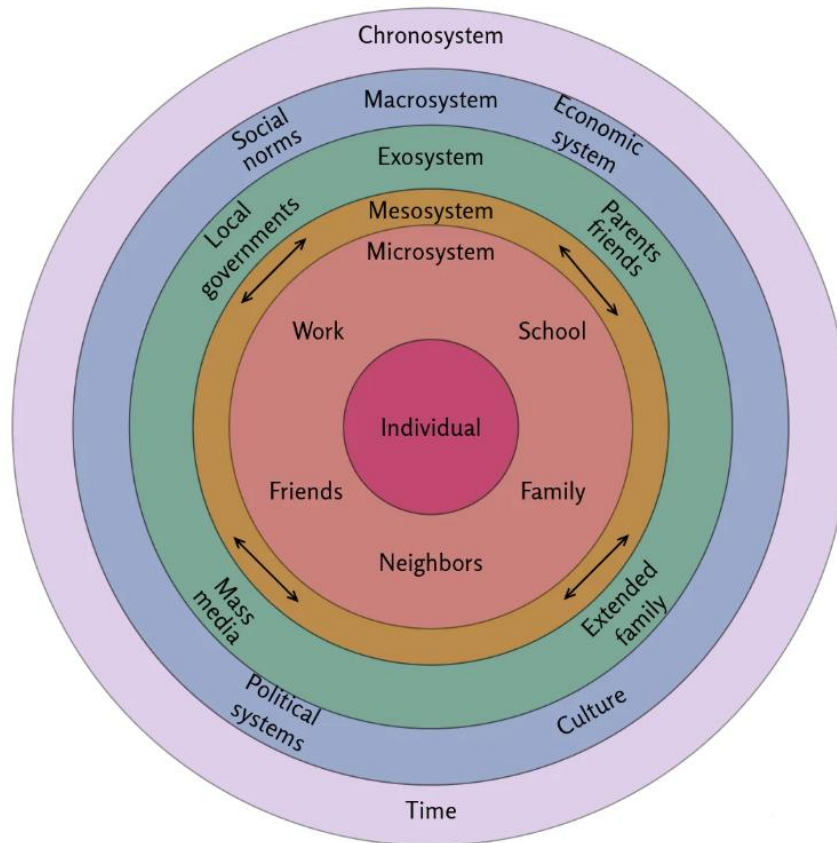 Chronosystem
Macrosystem
Social
norms
Economic
system
Exosystem
Local
governments
Parents
friends
Mesosystem
Microsystem
Work
School
Individual
Friends
Family
Neighbors
Mass
media
Extended
family
Political
systems
Culture
Time